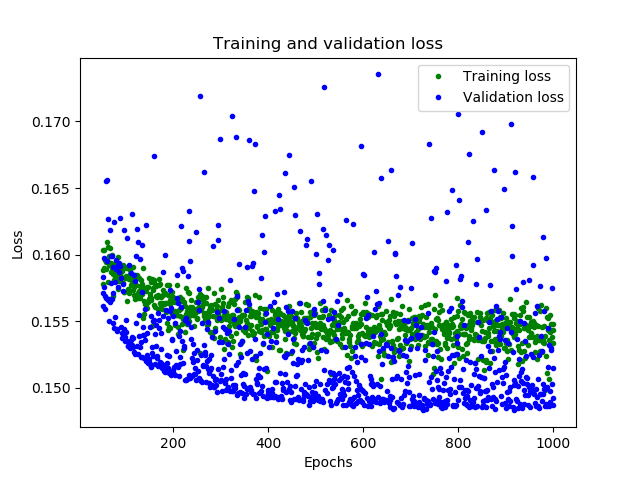 Training and validation loss
Training loss
Validation loss
0.170
0.165
0.160
0.155
0.150
Loss
200
400
600
800
1000
Epochs